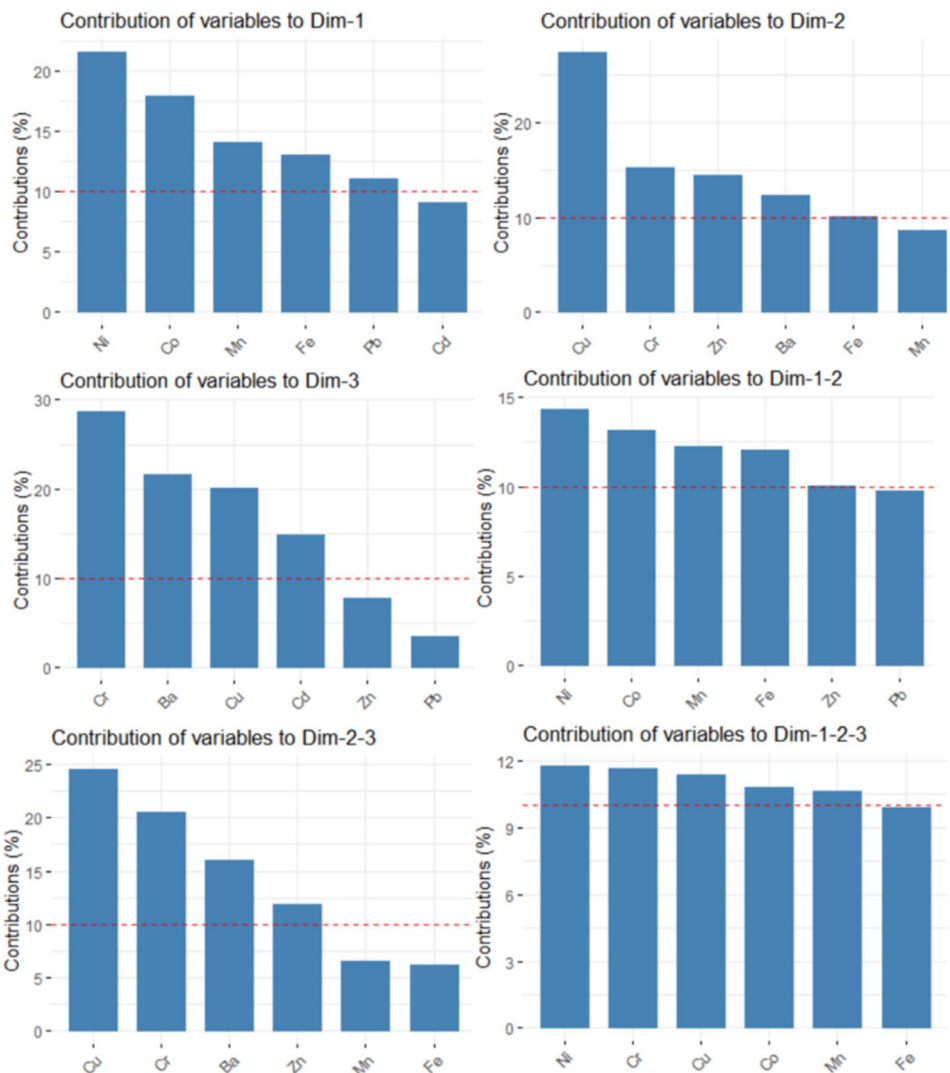 Contribution of variables to Dim-1
Contributions (%)
20
15
10
5
0
Ni Co Mn Fe Pb Cd
Contribution of variables to Dim-2
Contributions (%)
20
10
0
Cu Cr Zn Ba Fe Mn
Contribution of variables to Dim-3
Contributions (%)
30
20
10
0
Cr Ba Cu Cd Zn Pb
Contribution of variables to Dim-1-2
Contributions (%)
15
10
5
0
Ni Co Mn Fe Zn Pb
Contribution of variables to Dim-2-3
Contributions (%)
25
20
15
10
5
0
Cu Cr Ba Zn Mn Fe
Contribution of variables to Dim-1-2-3
Contributions (%)
12
9
6
3
0
Ni Cr Cu Co Mn Fe